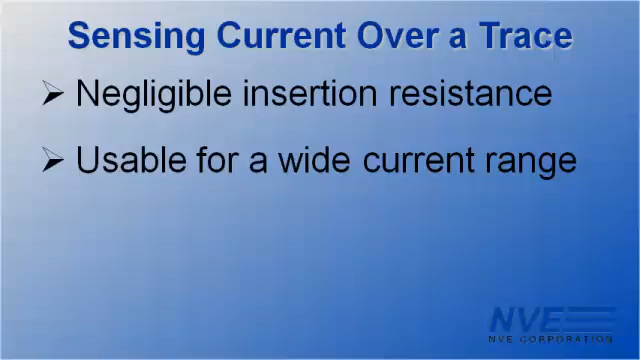 Sensing Current Over a Trace
➢ Negligible insertion resistance
➢ Usable for a wide current range
NVE
NVE CORPORATION